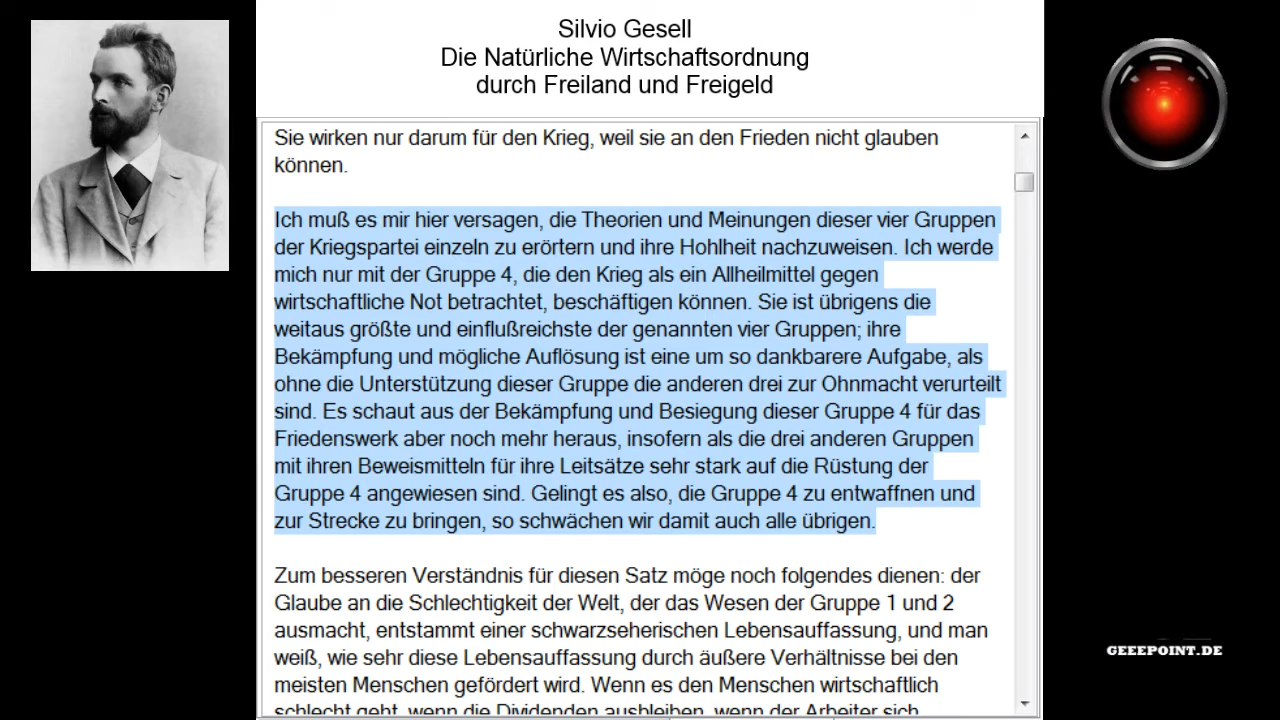 Silvio Gesell
Die Natürliche Wirtschaftsordnung
durch Freiland und Freigeld
Sie wirken nur darum für den Krieg, weil sie an den Frieden nicht glauben
können.
Ich muß es mir hier versagen, die Theorien und Meinungen dieser vier Gruppen
der Kriegspartei einzeln zu erörtern und ihre Hohlheit nachzuweisen. Ich werde
mich nur mit der Gruppe 4, die den Krieg als ein Allheilmittel gegen
wirtschaftliche Not betrachtet, beschäftigen können. Sie ist übrigens die
weitaus größte und einflußreichste der genannten vier Gruppen; ihre
Bekämpfung und mögliche Auflösung ist eine um so dankbarere Aufgabe, als
ohne die Unterstützung dieser Gruppe die anderen drei zur Ohnmacht verurteilt
sind. Es schaut aus der Bekämpfung und Besiegung dieser Gruppe 4 für das
Friedenswerk aber noch mehr heraus, insofern als die drei anderen Gruppen
mit ihren Beweismitteln für ihre Leitsätze sehr stark auf die Rüstung der
Gruppe 4 angewiesen sind. Gelingt es also, die Gruppe 4 zu entwaffnen und
zur Strecke zu bringen, so schwächen wir damit auch alle übrigen.
Zum besseren Verständnis für diesen Satz möge noch folgendes dienen: der
Glaube an die Schlechtigkeit der Welt, der das Wesen der Gruppe 1 und 2
ausmacht, entstammt einer schwarzseherischen Lebensauffassung, und man
weiß, wie sehr diese Lebensauffassung durch äußere Verhältnisse bei den
meisten Menschen gefördert wird. Wenn es den Menschen wirtschaftlich
schlecht geht, wenn die Dividenden ausbleiben, wenn der Arbeiter sich
GEEEPOINT.DE